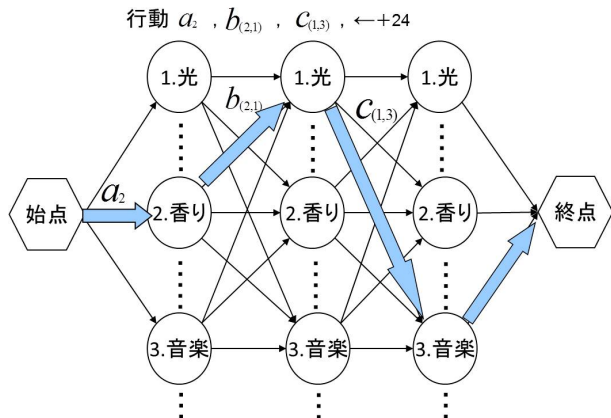 行動 a₂ , b₍₂,₁₎ , c₍₁,₃₎ , ←+24
1.光 1.光 1.光
b₍₂,₁₎ c₍₁,₃₎
a₂
始点 2.香り 2.香り 2.香り 終点
3.音楽 3.音楽 3.音楽